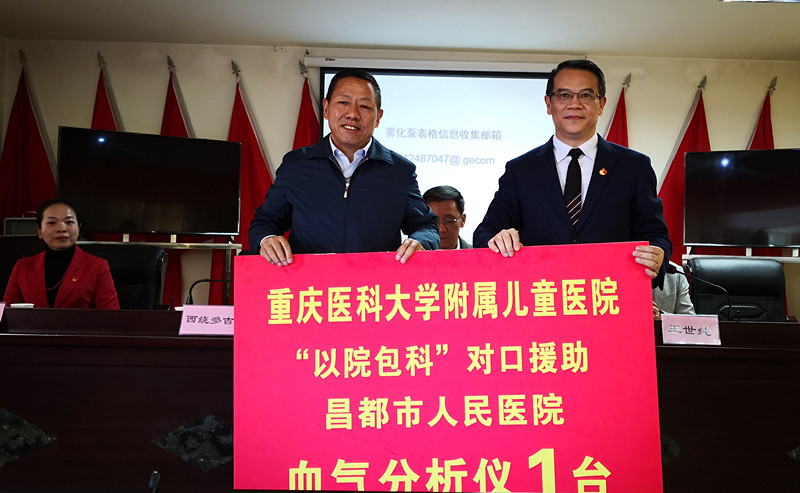 雾化泵表格信息收集邮箱
2487047@ gecom
重庆医科大学附属儿童医院
“以院包科”对口援助
昌都市人民医院
血气分析仪1台
西绕多吉
王世纯